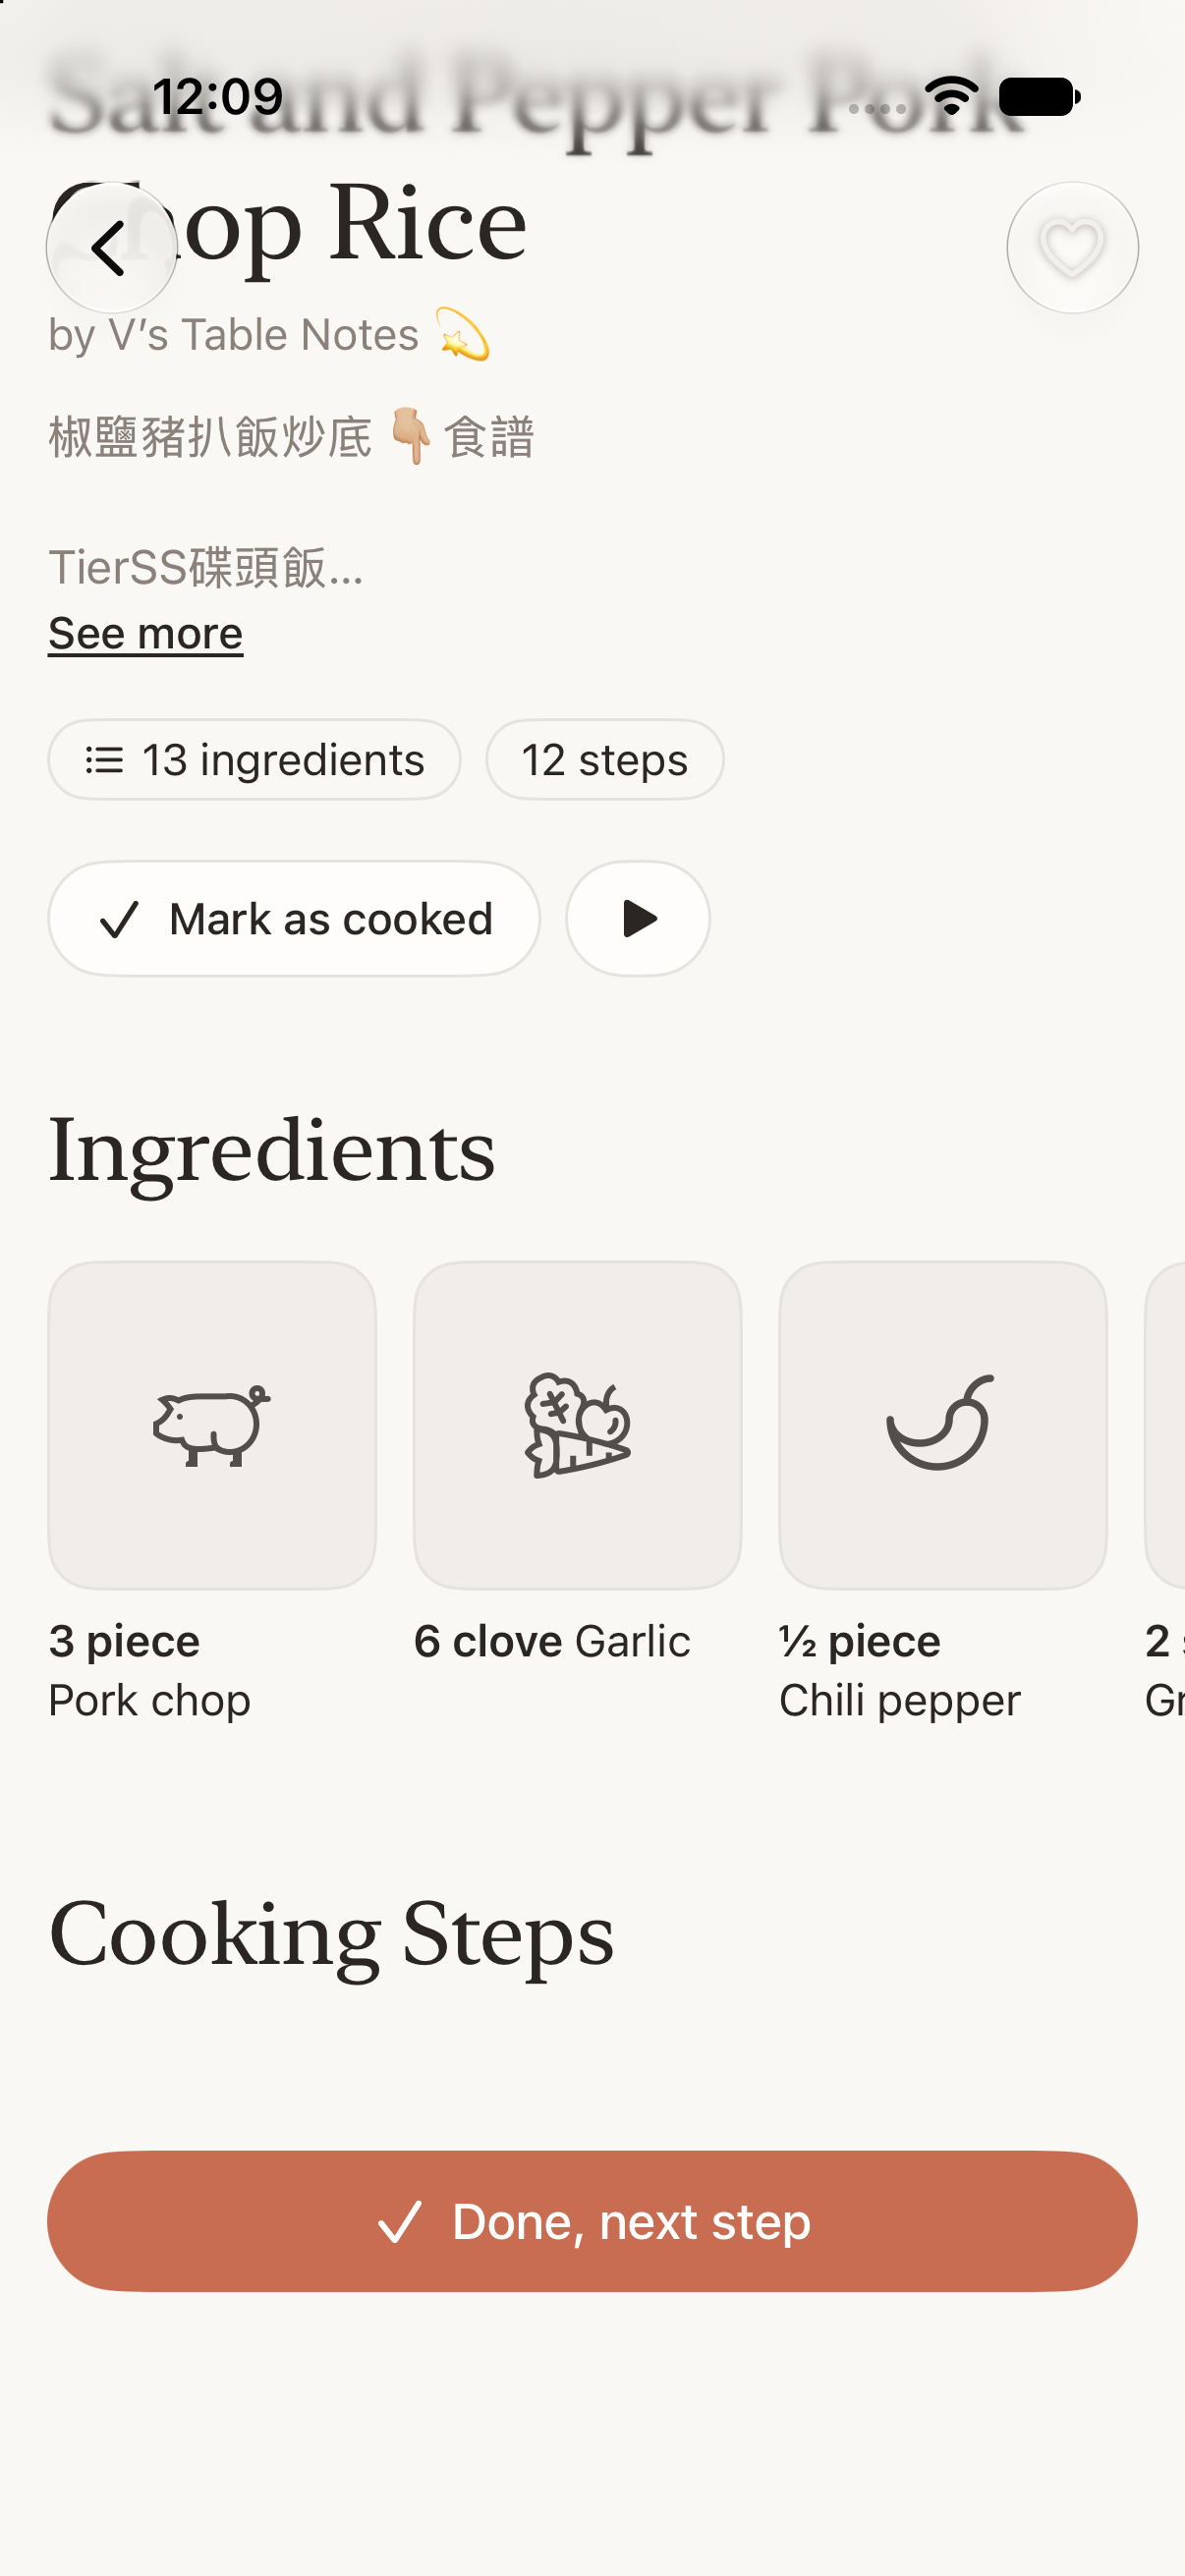 12:09
Salt and Pepper Pork
Chop Rice
by V’s Table Notes 💫
椒鹽豬扒飯炒底 👇🏼 食譜
TierSS碟頭飯...
See more
13 ingredients
12 steps
Mark as cooked
Ingredients
3 piece
Pork chop
6 clove Garlic
½ piece
Chili pepper
2
Gr
Cooking Steps
Done, next step